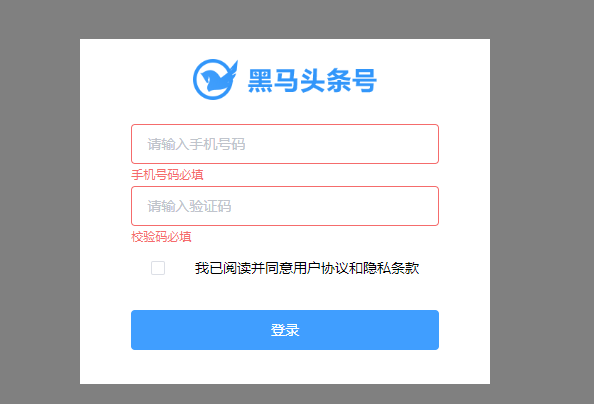 黑马头条号
请输入手机号码
手机号码必填
请输入验证码
校验码必填
我已阅读并同意用户协议和隐私条款
登录